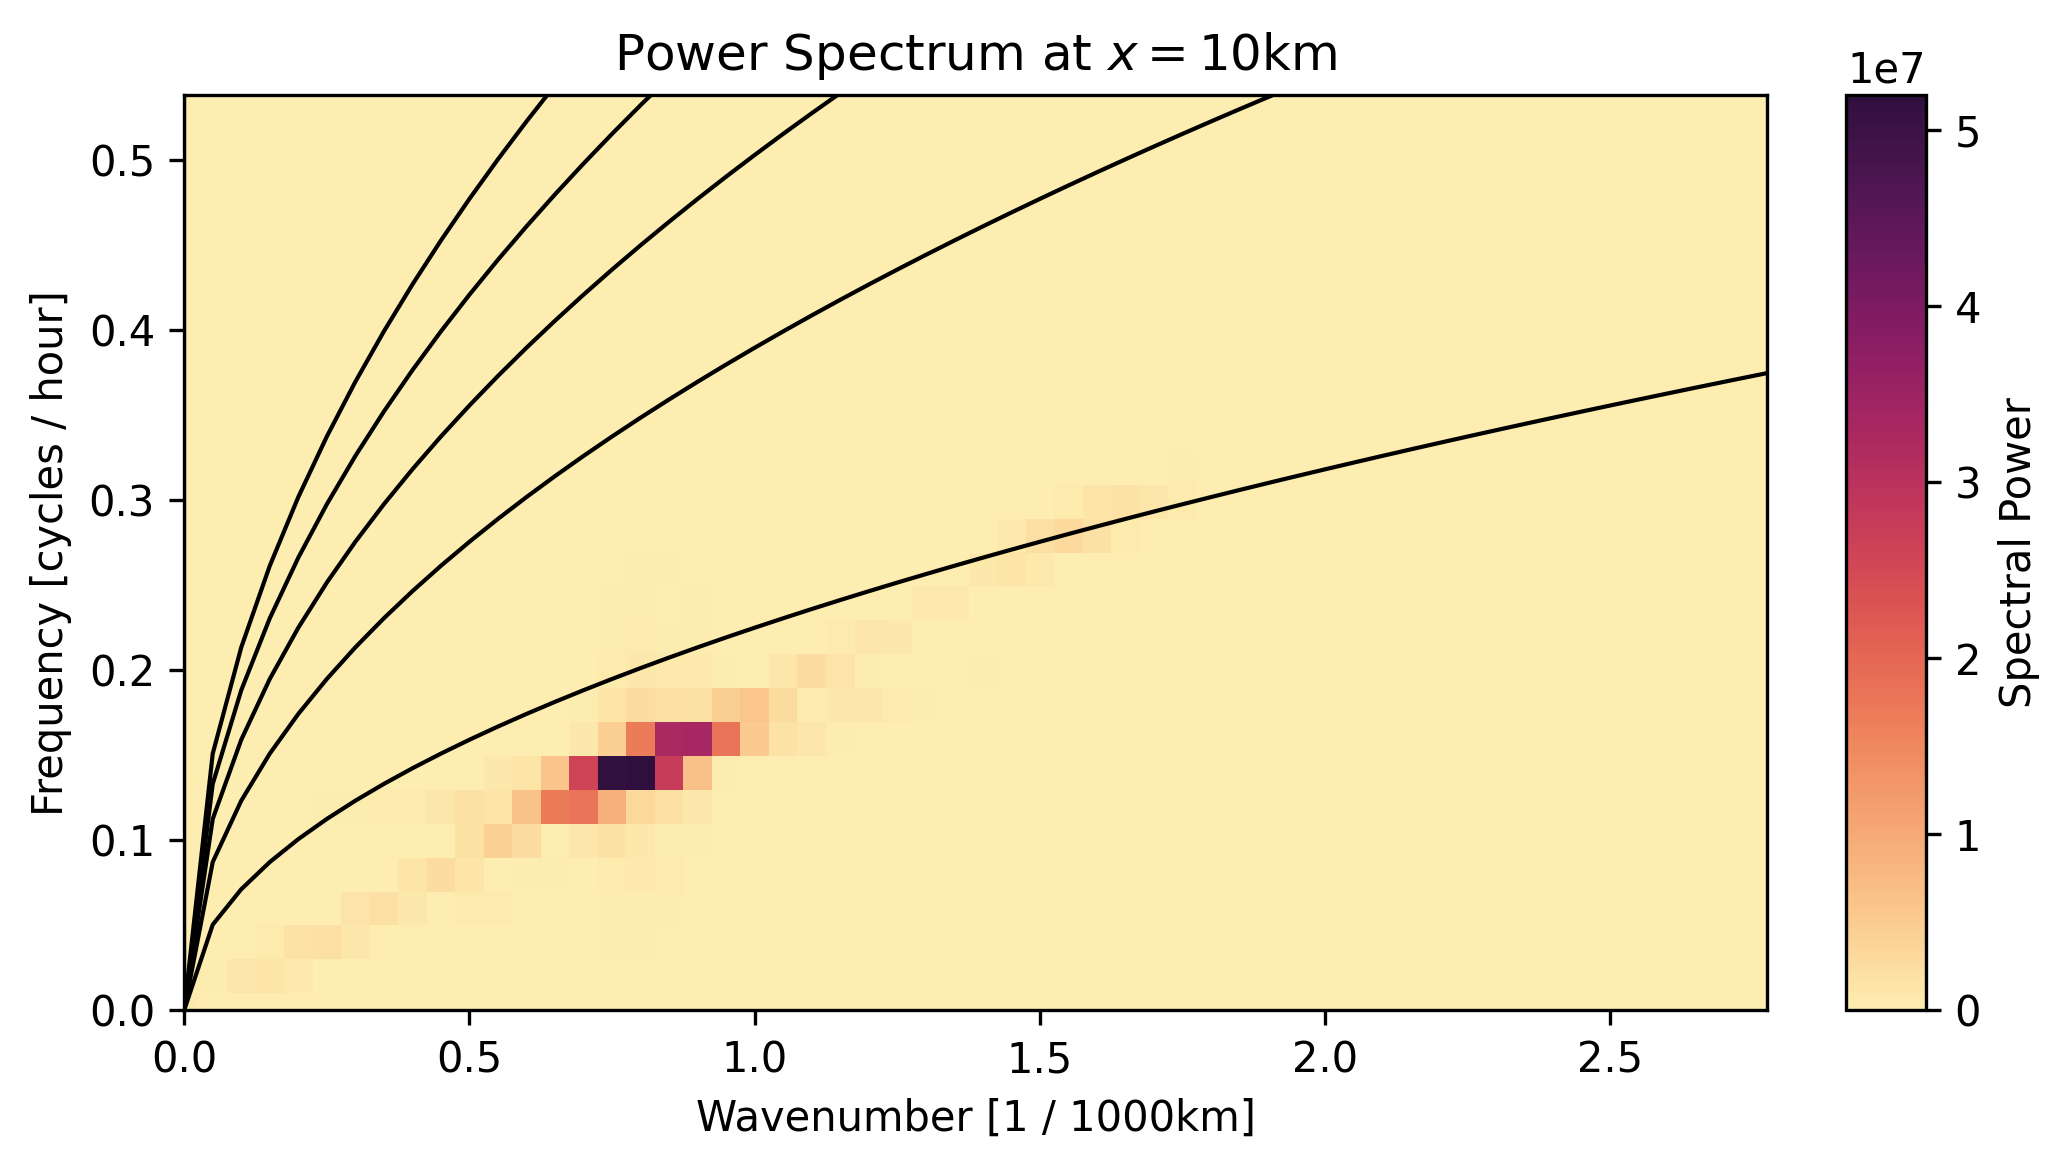 Power Spectrum at x = 10km
1e7
Frequency [cycles / hour]
0.5
0.4
0.3
0.2
0.1
0.0
0.0 0.5 1.0 1.5 2.0 2.5
Wavenumber [1 / 1000km]
5
4
3
2
1
0
Spectral Power